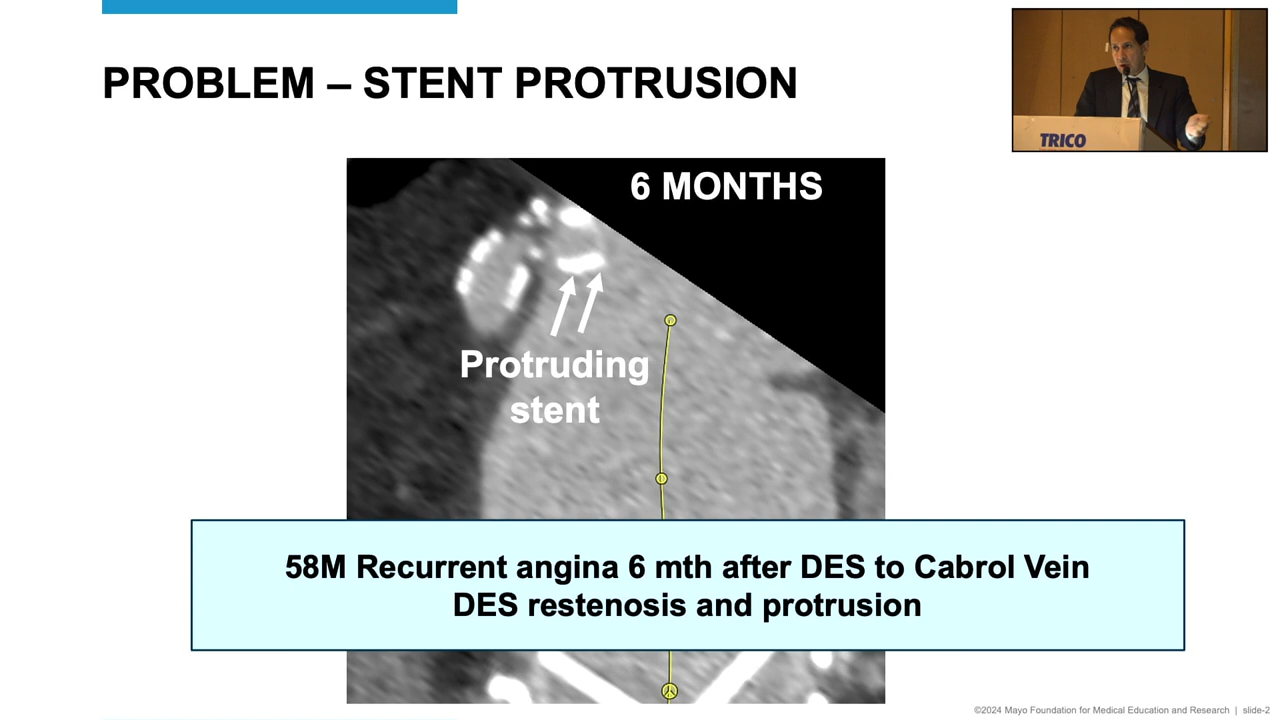 PROBLEM – STENT PROTRUSION
TRICO
6 MONTHS
Protruding
stent
58M Recurrent angina 6 mth after DES to Cabrol Vein
DES restenosis and protrusion
©2024 Mayo Foundation for Medical Education and Research | slide-2